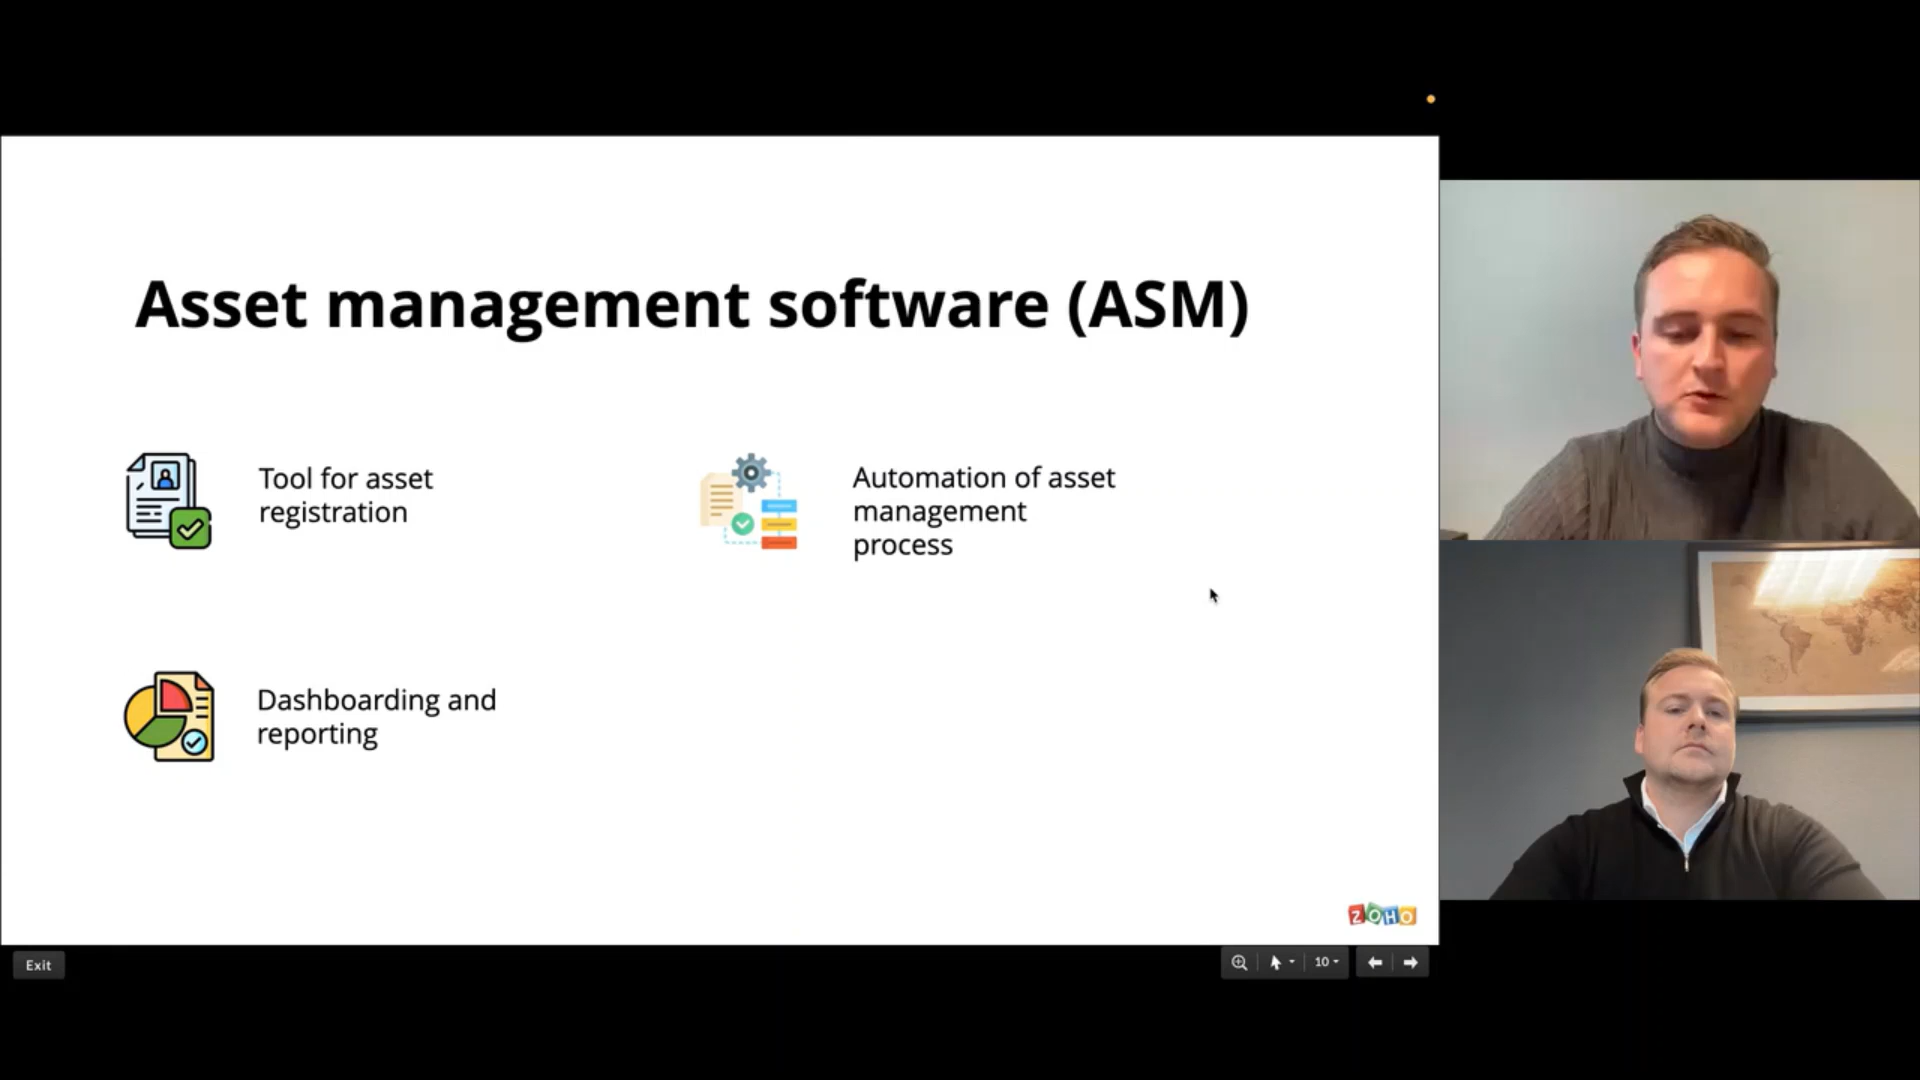 Asset management software (ASM)
Tool for asset
registration
Automation of asset
management
process
Dashboarding and
reporting
ZOHO
Exit
10